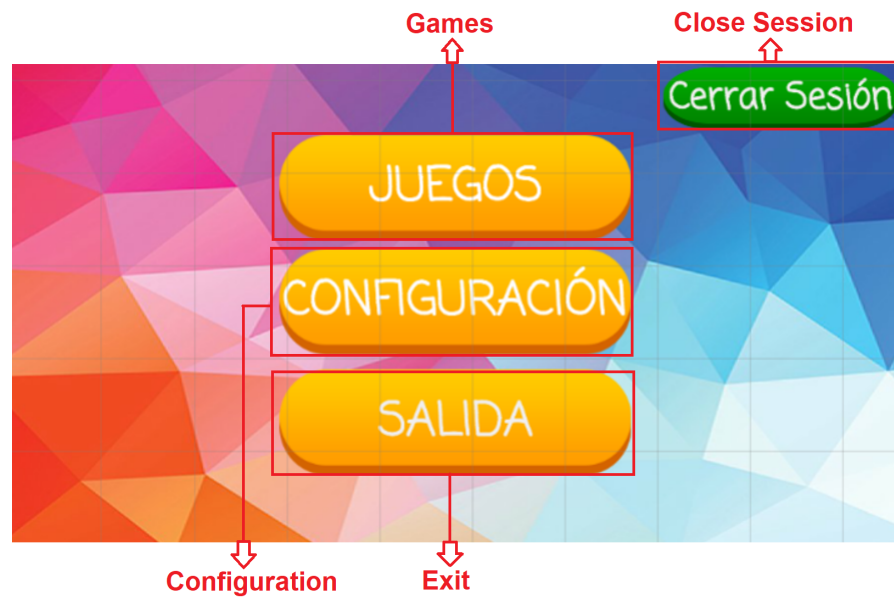 Games
Close Session
Cerrar Sesión
JUEGOS
CONFIGURACIÓN
SALIDA
Configuration
Exit